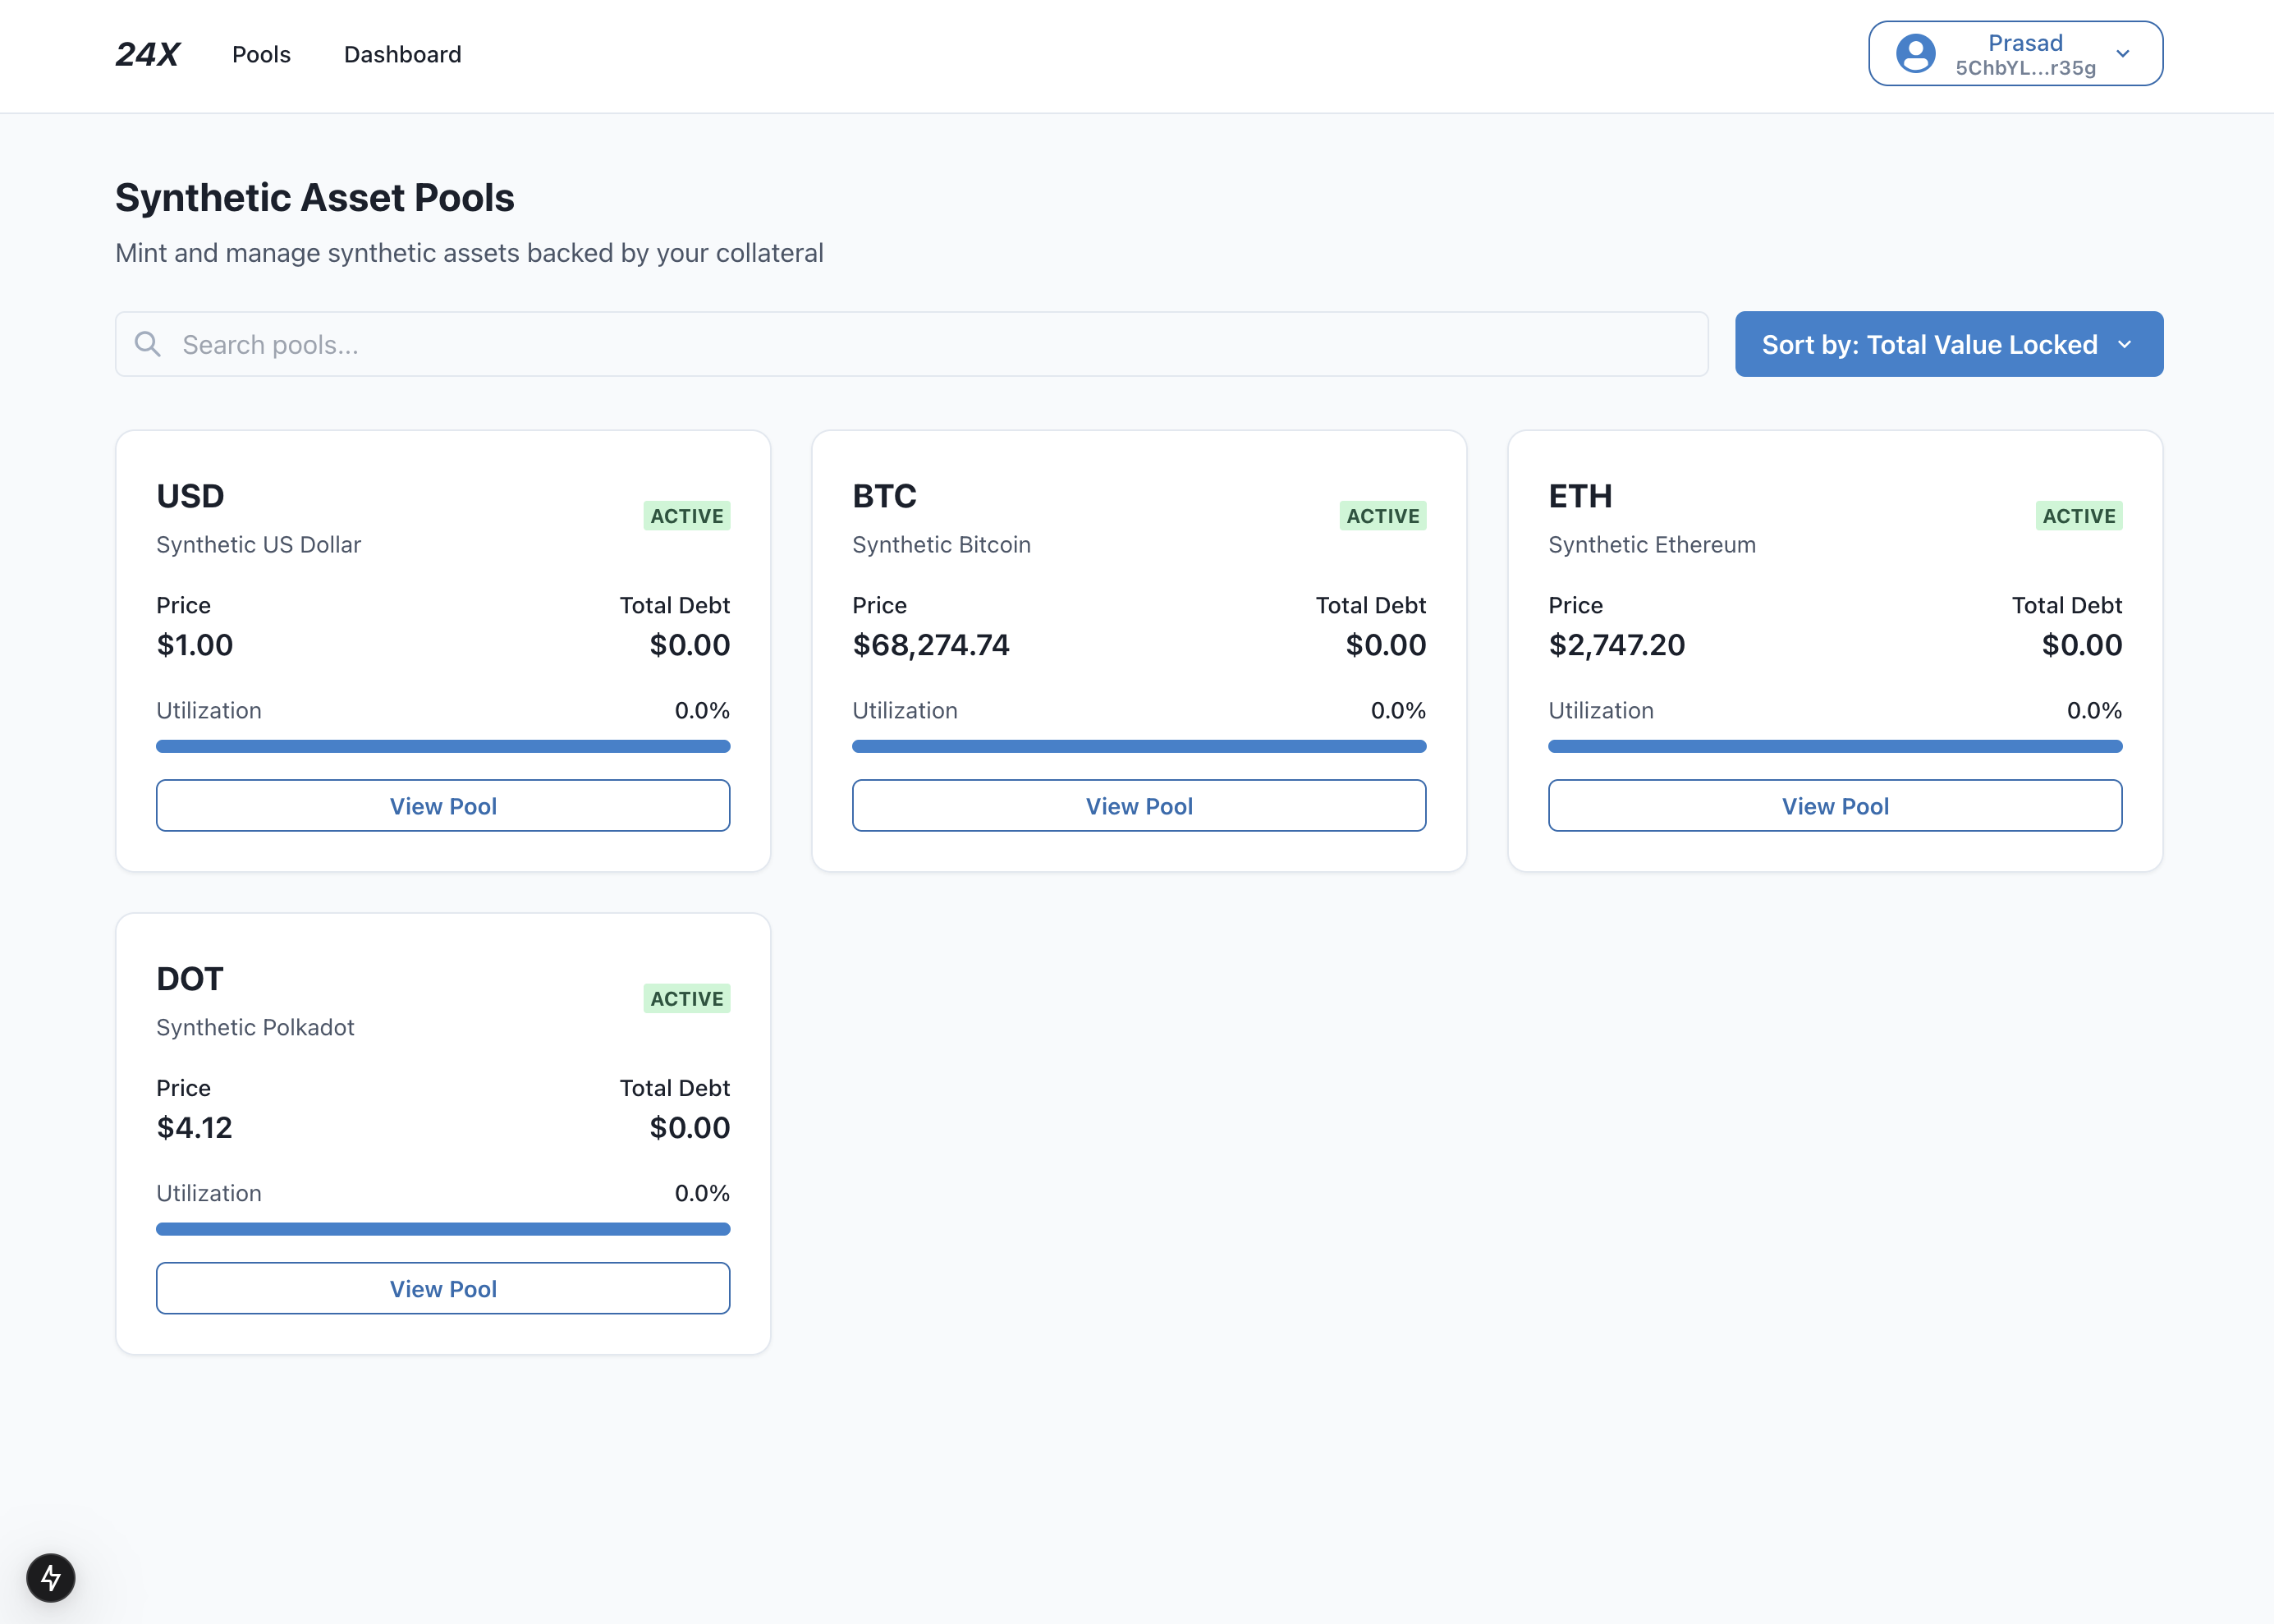 24X
Pools
Dashboard
Prasad
5ChbYL...r35g
Synthetic Asset Pools
Mint and manage synthetic assets backed by your collateral
Search pools...
Sort by: Total Value Locked
USD
ACTIVE
Synthetic US Dollar
Price
Total Debt
$1.00
$0.00
Utilization
0.0%
View Pool
BTC
ACTIVE
Synthetic Bitcoin
Price
Total Debt
$68,274.74
$0.00
Utilization
0.0%
View Pool
ETH
ACTIVE
Synthetic Ethereum
Price
Total Debt
$2,747.20
$0.00
Utilization
0.0%
View Pool
DOT
ACTIVE
Synthetic Polkadot
Price
Total Debt
$4.12
$0.00
Utilization
0.0%
View Pool